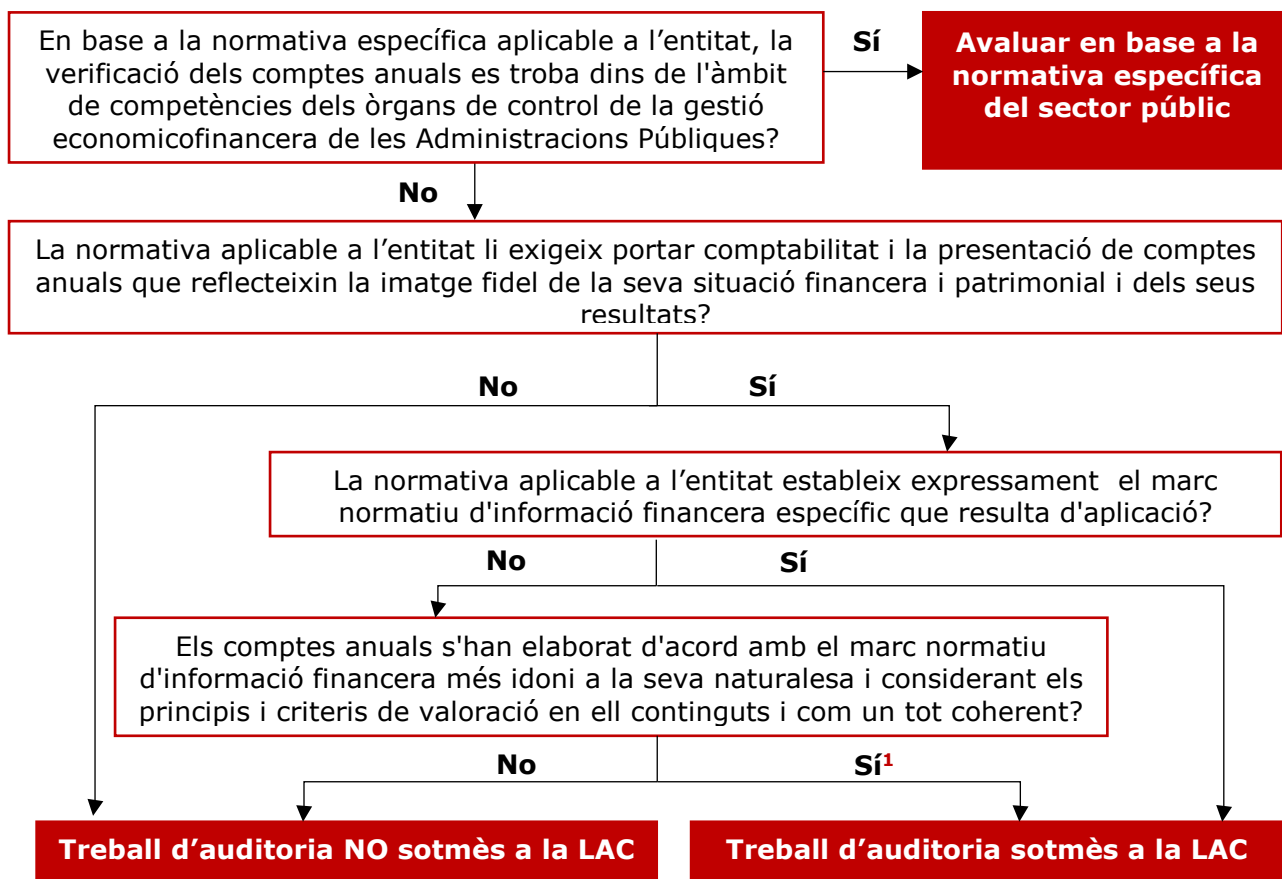 En base a la normativa específica aplicable a l’entitat, la
verificació dels comptes anuals es troba dins de l'àmbit
de competències dels òrgans de control de la gestió
economicofinancera de les Administracions Públiques?
Sí
Avaluar en base a la
normativa específica
del sector públic
No
La normativa aplicable a l’entitat li exigeix portar comptabilitat i la presentació de comptes
anuals que reflecteixin la imatge fidel de la seva situació financera i patrimonial i dels seus
resultats?
No
Sí
La normativa aplicable a l’entitat estableix expressament el marc
normatiu d'informació financera específic que resulta d'aplicació?
No
Sí
Els comptes anuals s'han elaborat d'acord amb el marc normatiu
d'informació financera més idoni a la seva naturalesa i considerant els
principis i criteris de valoració en ell continguts i com un tot coherent?
No
Sí¹
Treball d’auditoria NO sotmès a la LAC
Treball d’auditoria sotmès a la LAC